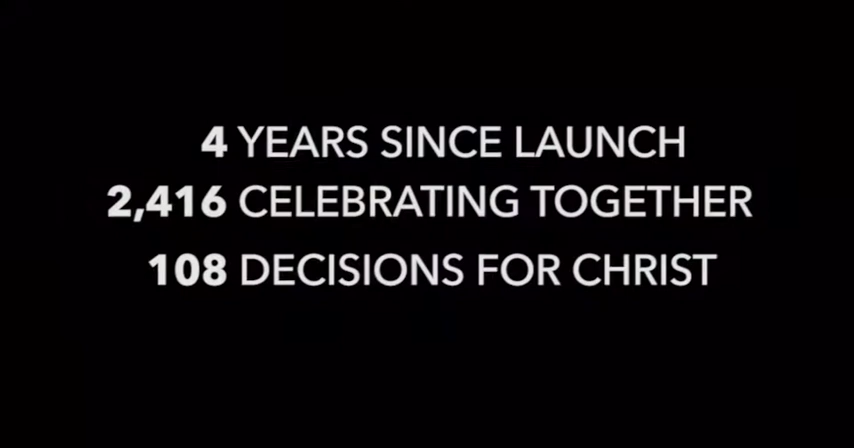 4 YEARS SINCE LAUNCH
2,416 CELEBRATING TOGETHER
108 DECISIONS FOR CHRIST